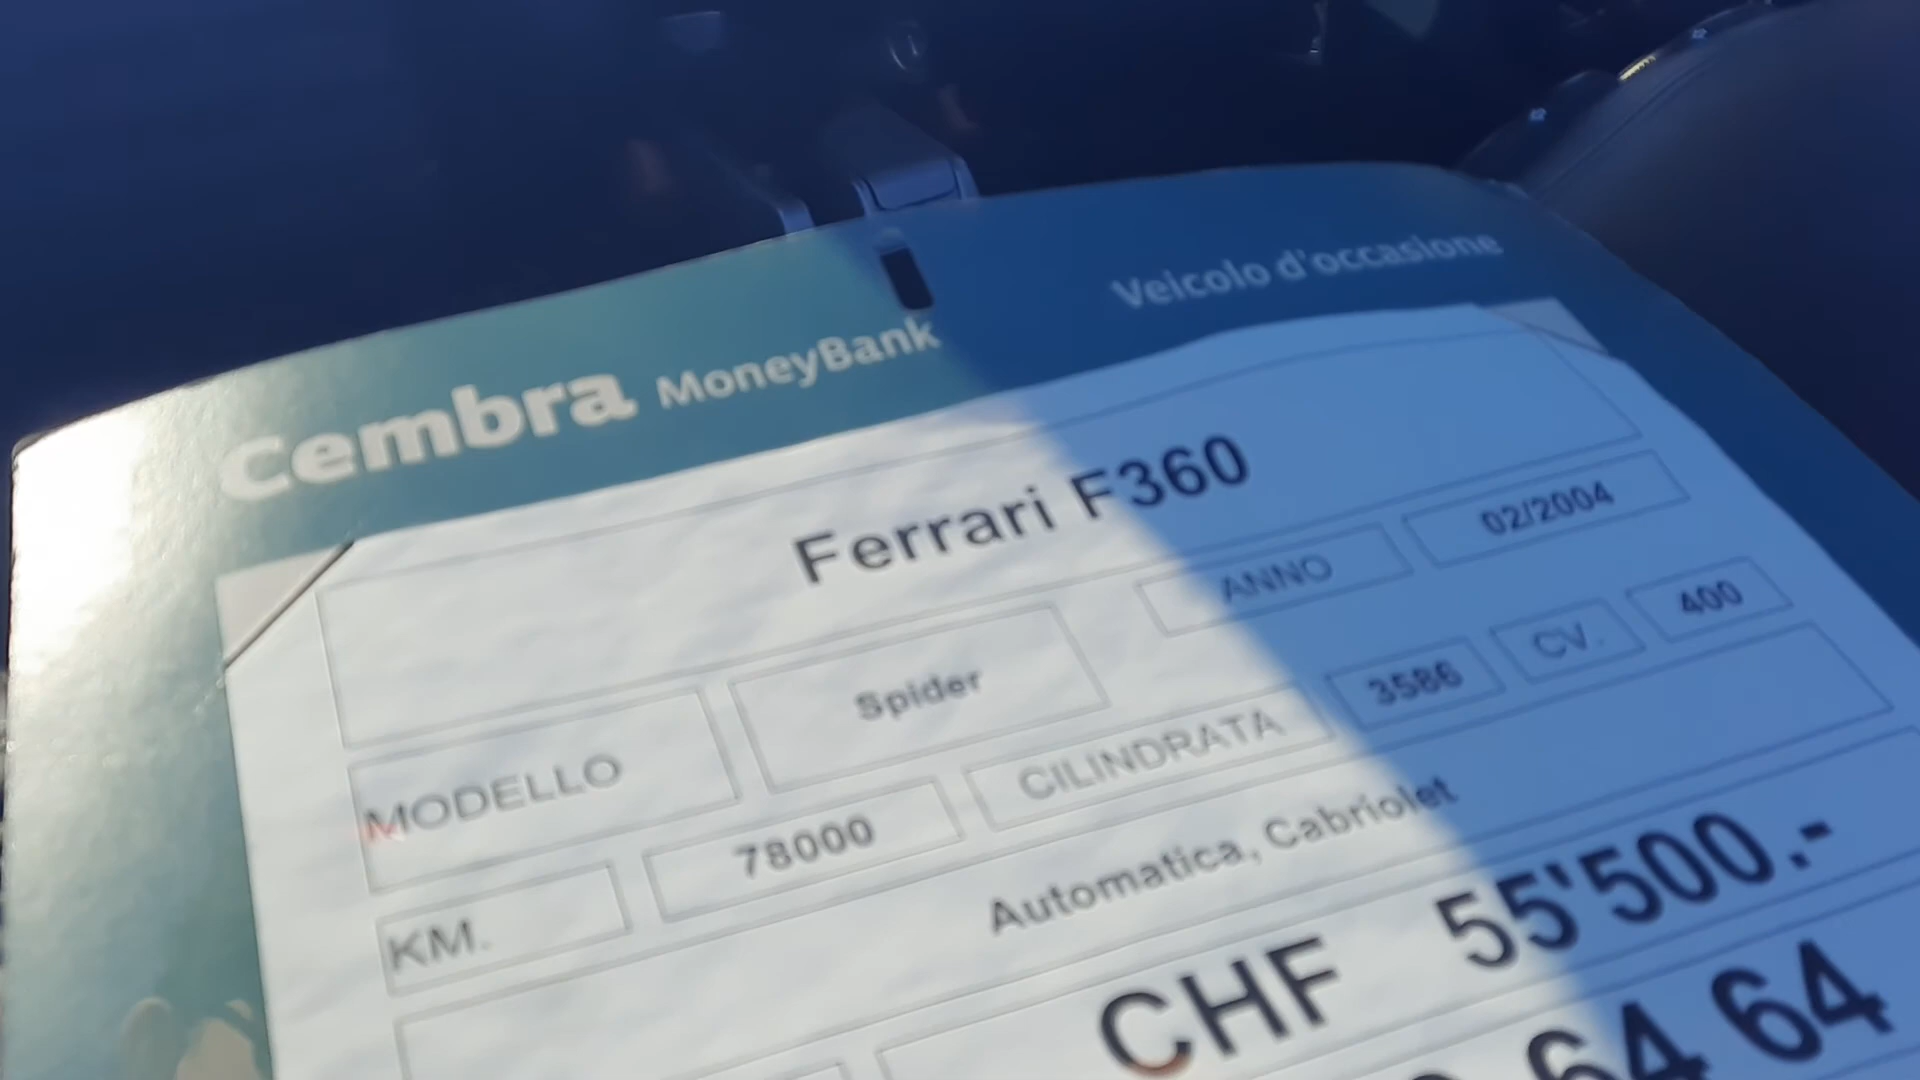 Cembra MoneyBank Veicolo d'occasione
Ferrari F360
MODELLO Spider ANNO 02/2004
KM. 78000 CILINDRATA 3586 CV. 400
Automatica, Cabriolet
CHF 55'500.-
64 64